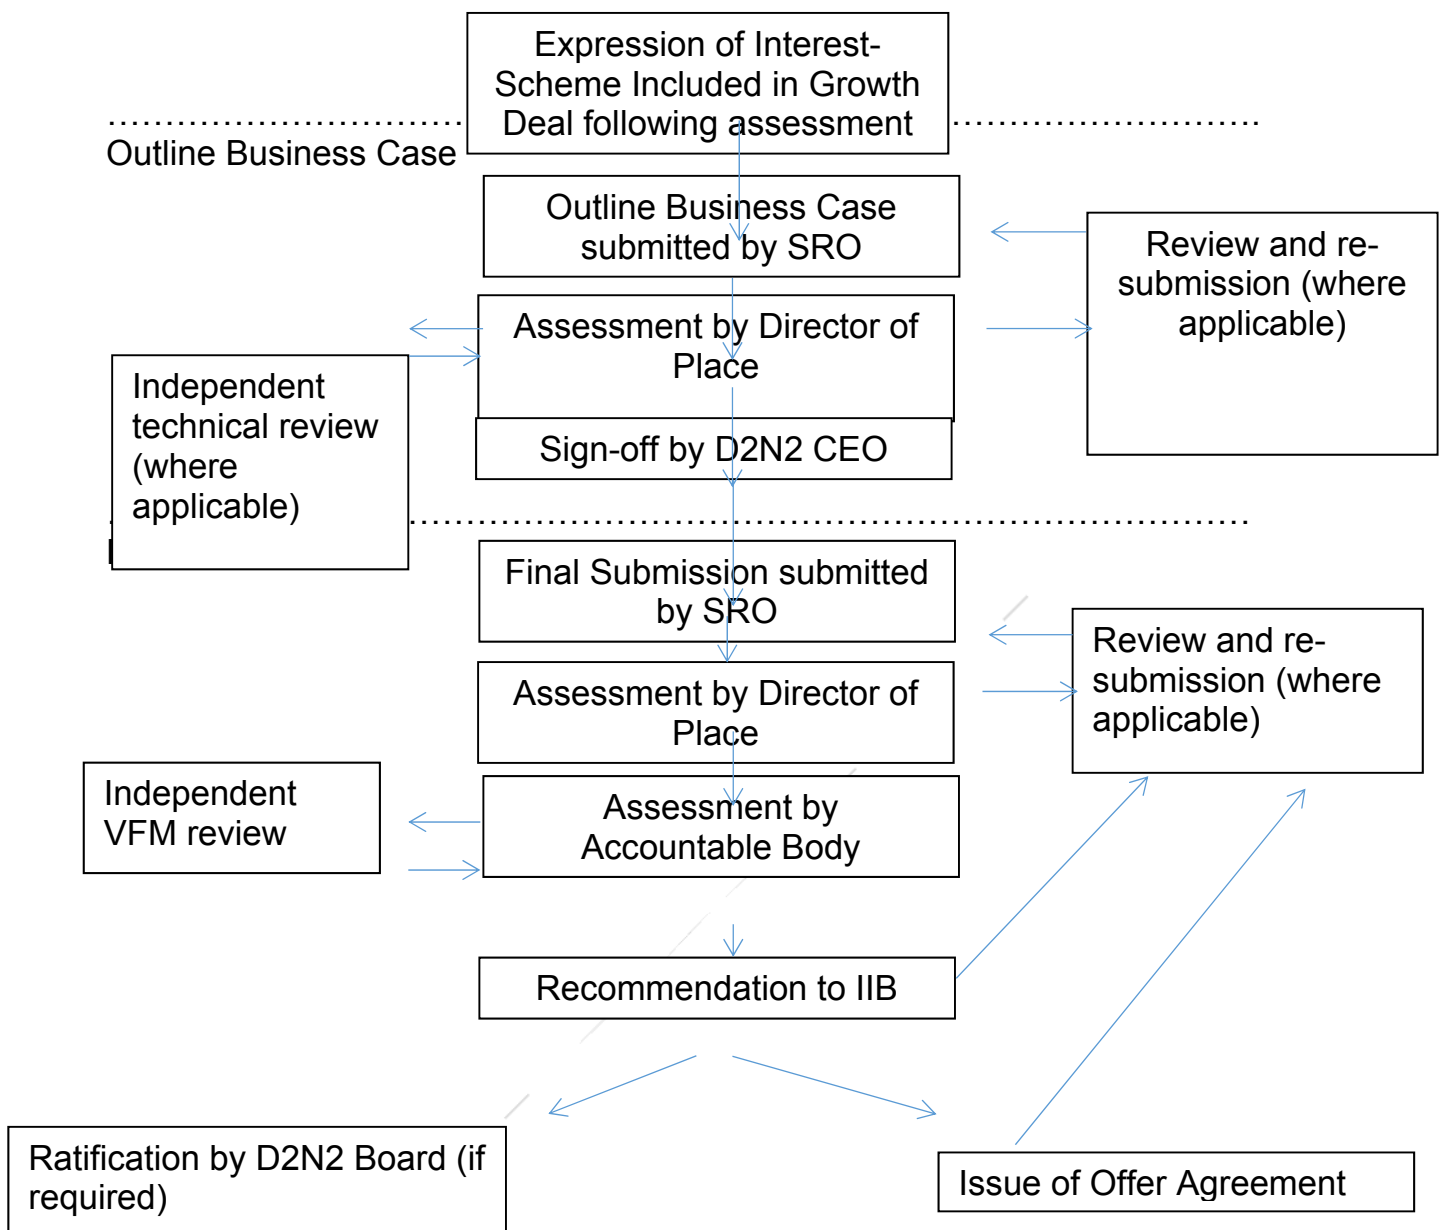 Expression of Interest-
Scheme Included in Growth
Deal following assessment
Outline Business Case
Outline Business Case
submitted by SRO
Review and re-
submission (where
applicable)
Assessment by Director of
Place
Independent
technical review
(where
applicable)
Sign-off by D2N2 CEO
Final Submission submitted
by SRO
Review and re-
submission (where
applicable)
Assessment by Director of
Place
Independent
VFM review
Assessment by
Accountable Body
Recommendation to IIB
Ratification by D2N2 Board (if
required)
Issue of Offer Agreement